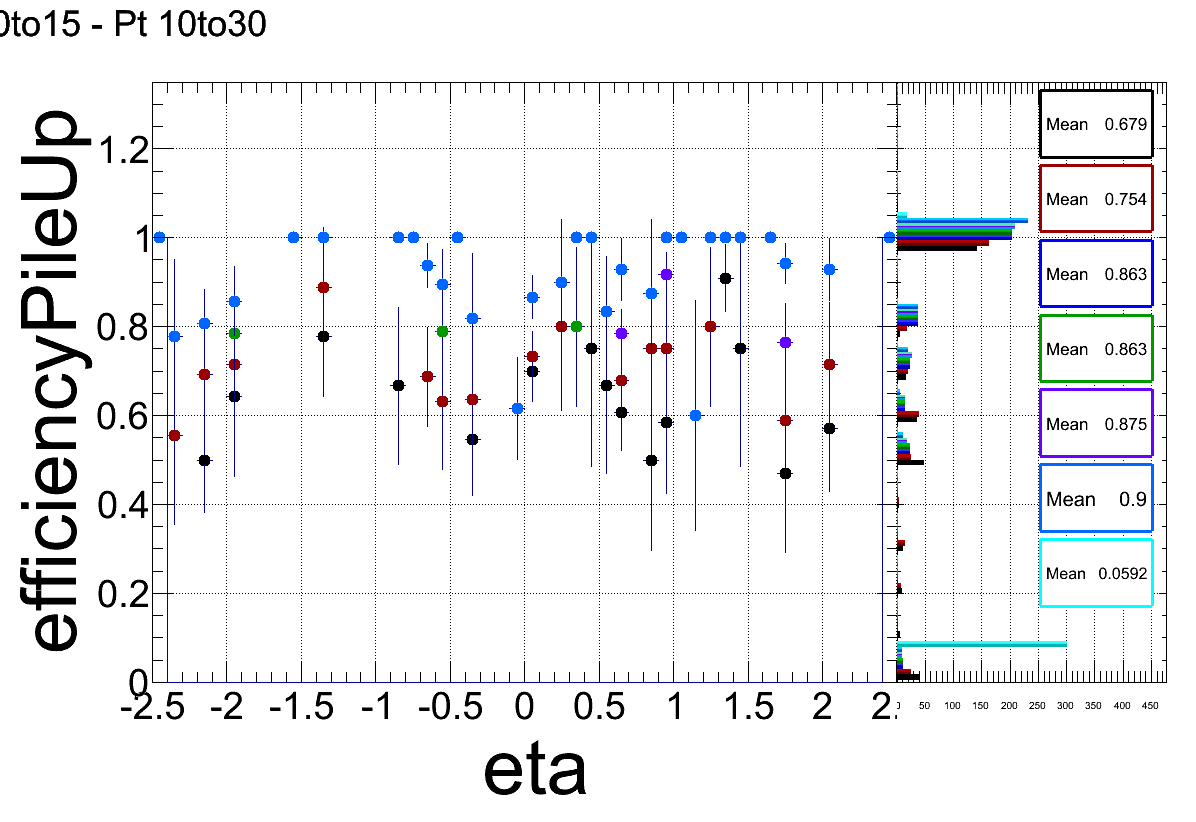 0to15 - Pt 10to30
efficiencyPileUp
1.2
1
0.8
0.6
0.4
0.2
0
-2.5 -2 -1.5 -1 -0.5 0 0.5 1 1.5 2 2.
eta
0 50 100 150 200 250 300 350 400 450
Mean 0.679
Mean 0.754
Mean 0.863
Mean 0.863
Mean 0.875
Mean 0.9
Mean 0.0592